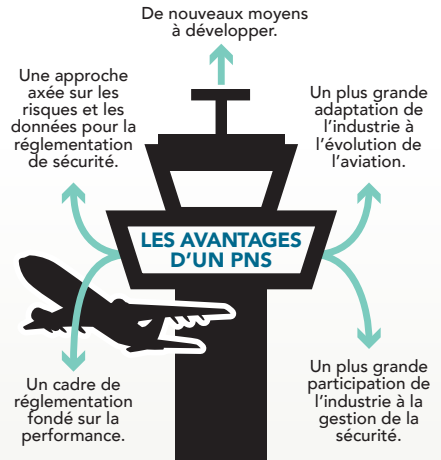 De nouveaux moyens
à développer.
Une approche
axée sur les
risques et les
données pour la
réglementation
de sécurité.
Un plus grande
adaptation de
l'industrie à
l'évolution de
l'aviation.
LES AVANTAGES
D'UN PNS
Un cadre de
réglementation
fondé sur la
performance.
Un plus grande
participation de
l'industrie à la
gestion de la
sécurité.